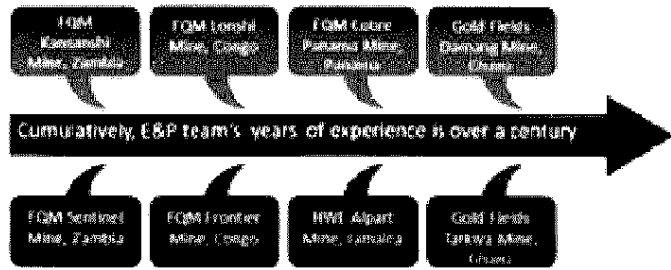 FQM
Kansanshi
Mine, Zambia
FQM Lonshi
Mine, Congo
FQM Cobre
Panama Mine,
Panama
Gold Fields
Damang Mine,
Ghana
Cumulatively, E&P team's years of experience is over a century
FQM Sentinel
Mine, Zambia
FQM Frontier
Mine, Congo
HWE Alpart
Mine, Jamaica
Gold Fields
Tarkwa Mine,
Ghana